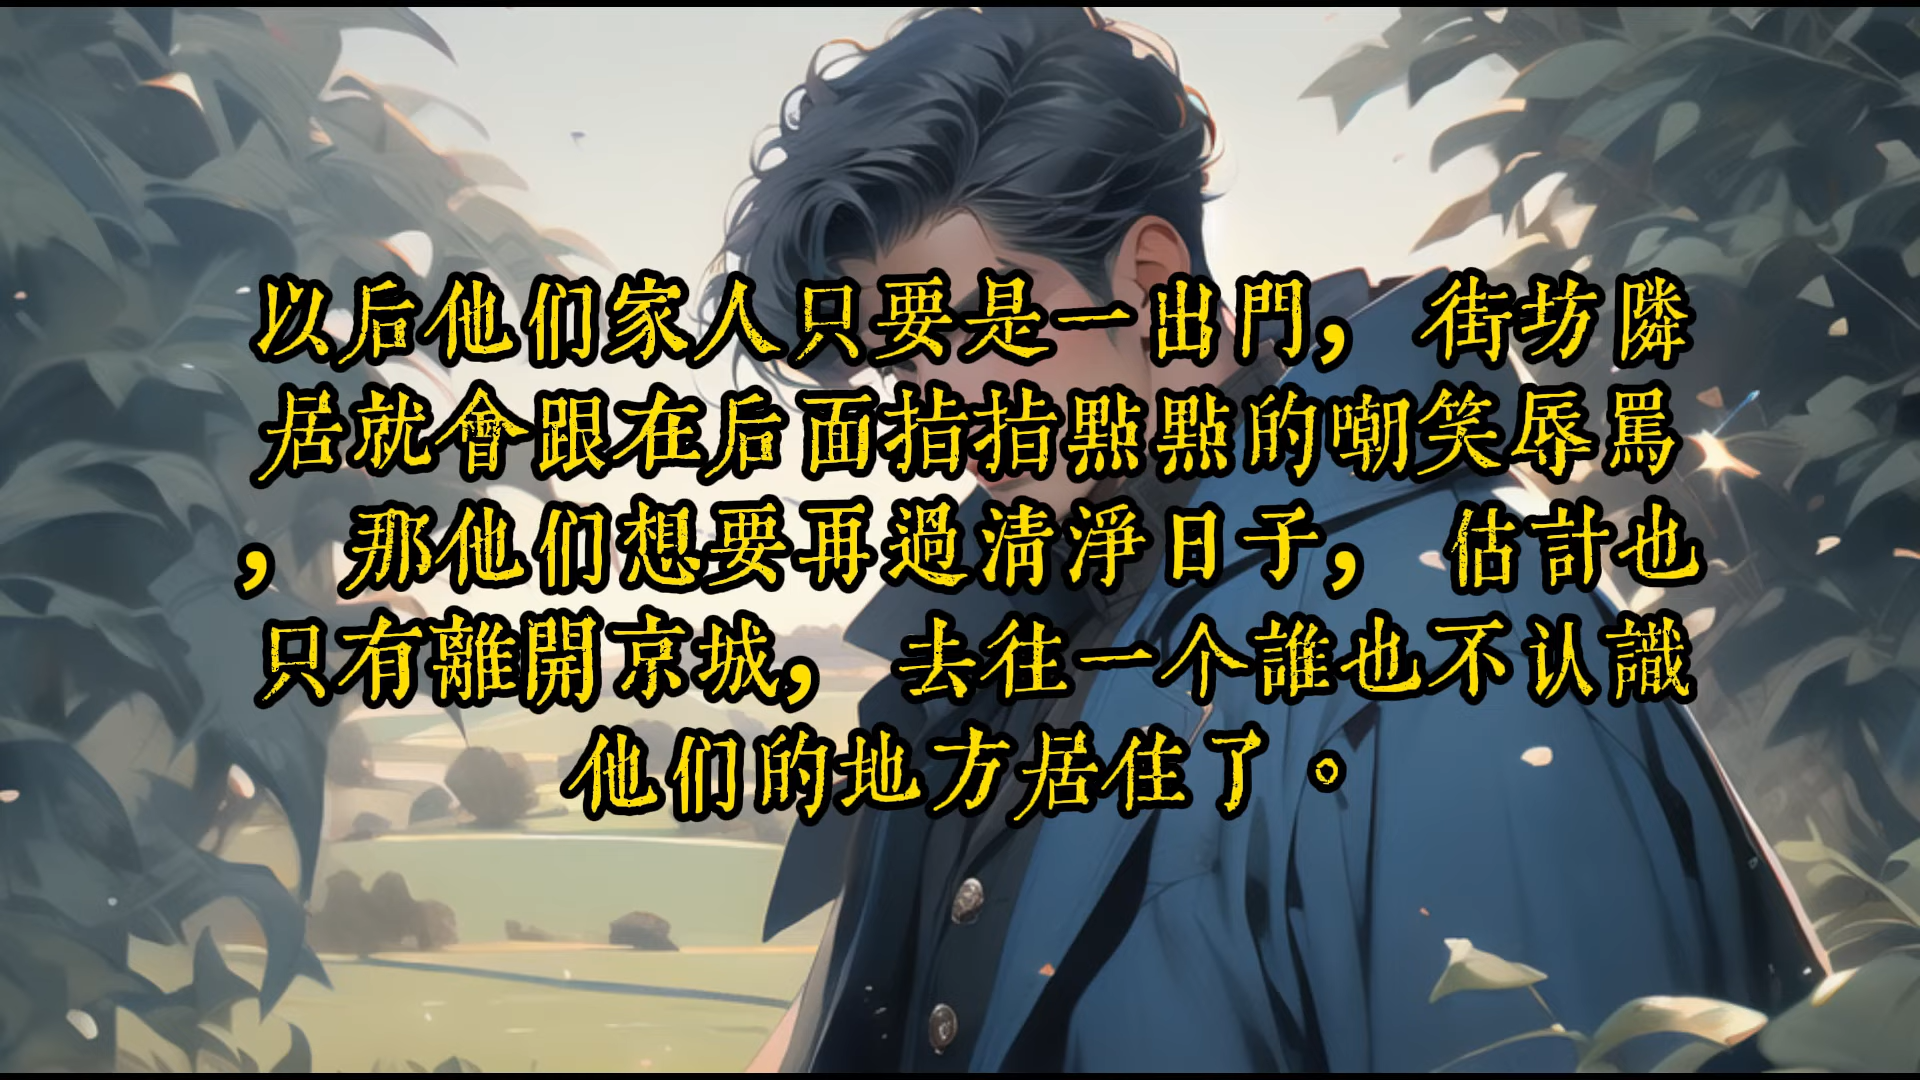 以后他们家人只要是一出門，街坊隣
居就會跟在后面指指點點的嘲笑辱罵
，那他们想要再過清淨日子，估計也
只有離開京城，去往一个誰也不认識
他们的地方居住了。